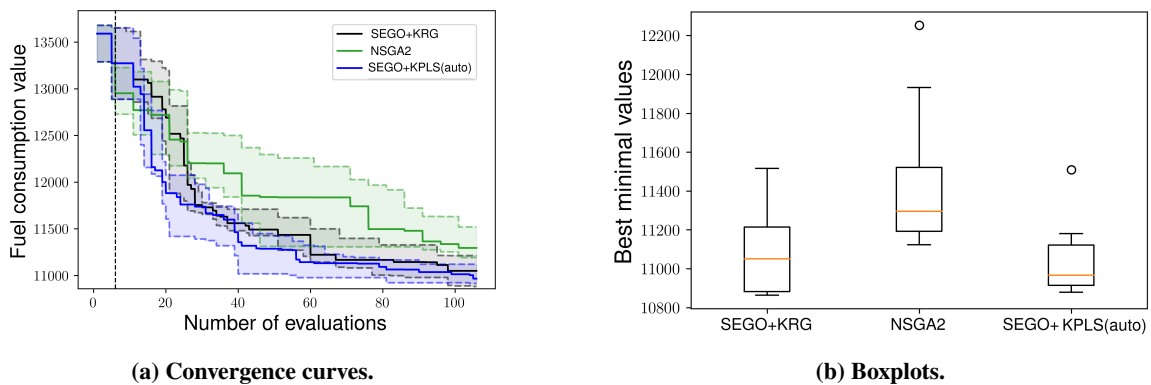 Fuel consumption value
13500
13000
12500
12000
11500
11000
0
20
40
60
80
100
Number of evaluations
SEGO+KRG
NSGA2
SEGO+KPLS(auto)
(a) Convergence curves.
Best minimal values
12200
12000
11800
11600
11400
11200
11000
10800
SEGO+KRG
NSGA2
SEGO+KPLS(auto)
(b) Boxplots.